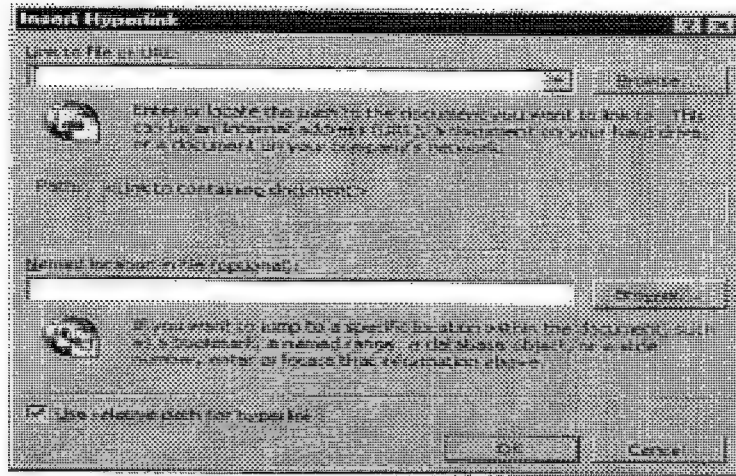 Insert Hyperlink
Link to file or URL:
Browse...
Enter or locate the path to the document you want to link to. This
can be an Internet address (URL), a document on your hard drive,
or a document on your company's network.
Path: <Link to containing document>
Named location in file (optional):
Browse...
If you want to jump to a specific location within the document, such
as a bookmark, a named range, a database object, or a slide
number, enter or locate that information above.
Use relative path for hyperlink
OK
Cancel